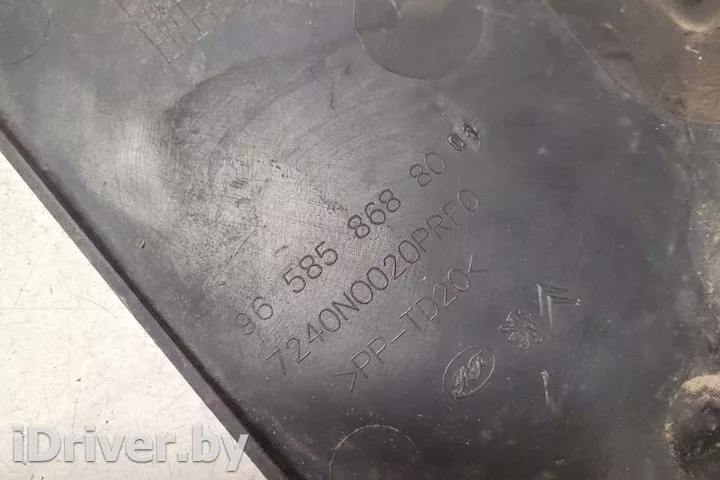 96 585 868 80 01
7240N0020PRF0
>PP-TD20<
iDriver.by